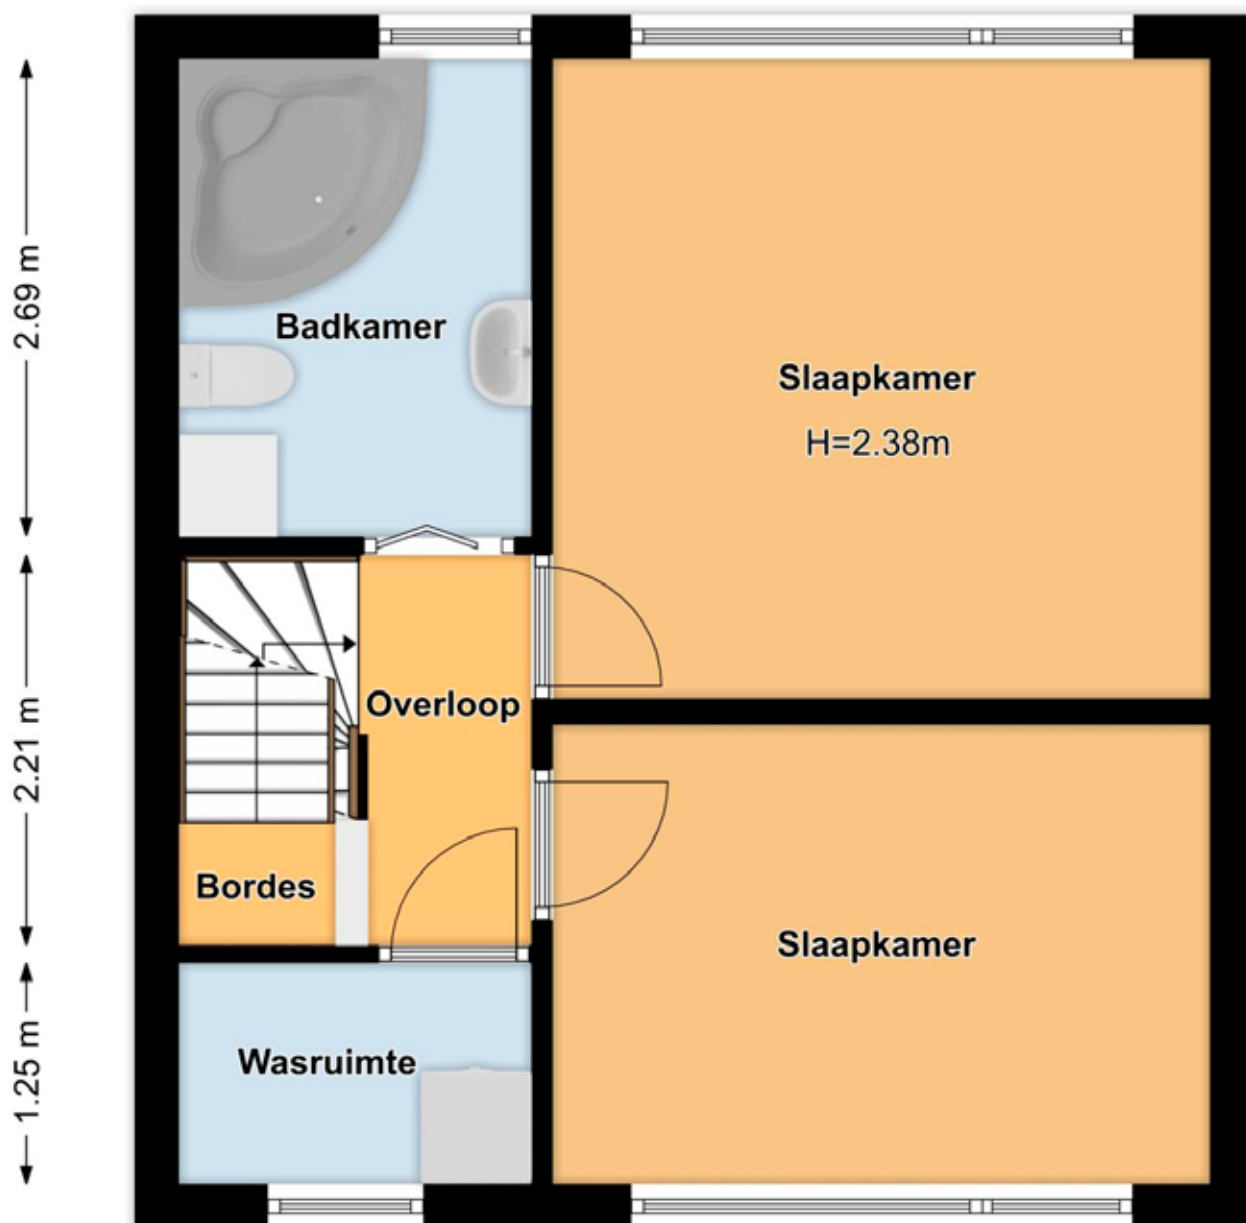 2.69 m
Badkamer
Slaapkamer
H=2.38m
2.21 m
Overloop
Bordes
Slaapkamer
1.25 m
Wasruimte